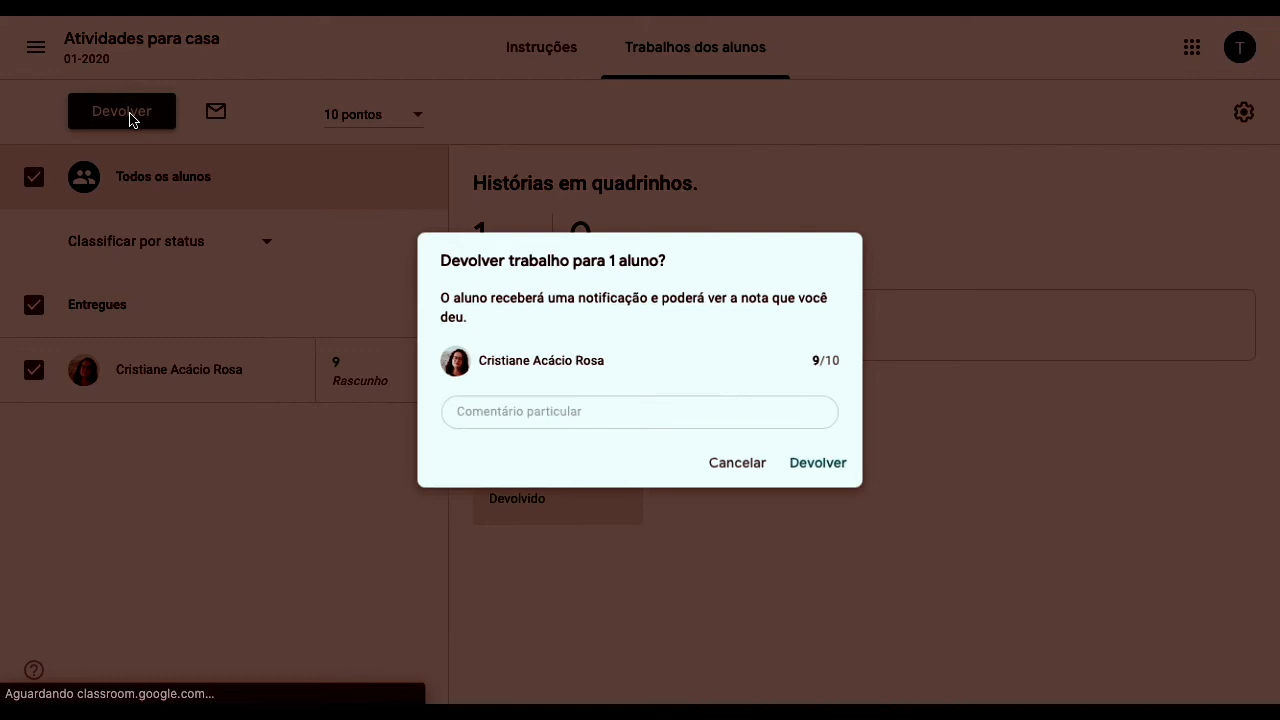 Atividades para casa
01-2020
Instruções
Trabalhos dos alunos
T
Devolver
10 pontos
Todos os alunos
Classificar por status
Entregues
Cristiane Acácio Rosa
9
Rascunho
Histórias em quadrinhos.
Devolver trabalho para 1 aluno?
O aluno receberá uma notificação e poderá ver a nota que você
deu.
Cristiane Acácio Rosa
9/10
Comentário particular
Cancelar
Devolver
Devolvido
Aguardando classroom.google.com...